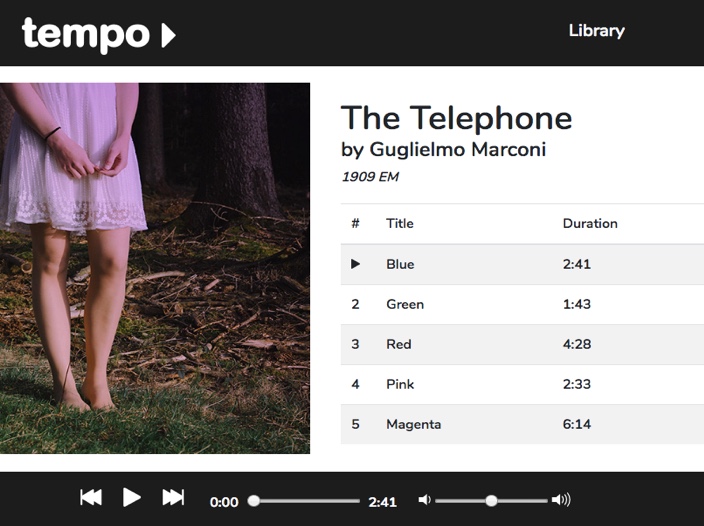 tempo
Library
The Telephone
by Guglielmo Marconi
1909 EM
# Title Duration
Blue 2:41
2 Green 1:43
3 Red 4:28
4 Pink 2:33
5 Magenta 6:14
0:00 2:41